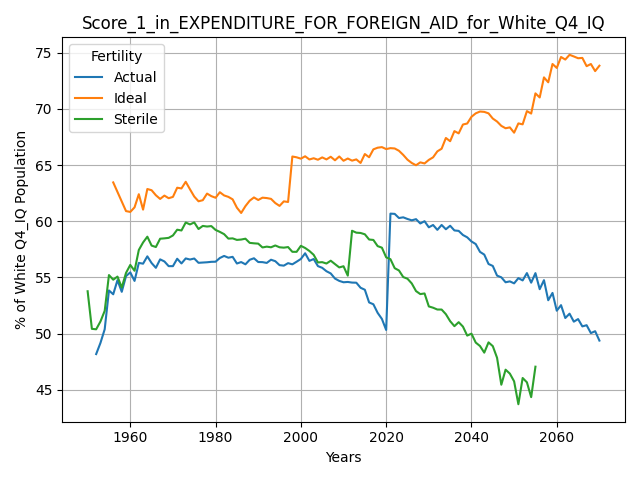 Score_1_in_EXPENDITURE_FOR_FOREIGN_AID_for_White_Q4_IQ
Fertility
Actual
Ideal
Sterile
% of White Q4_IQ Population
75
70
65
60
55
50
45
1960
1980
2000
2020
2040
2060
Years